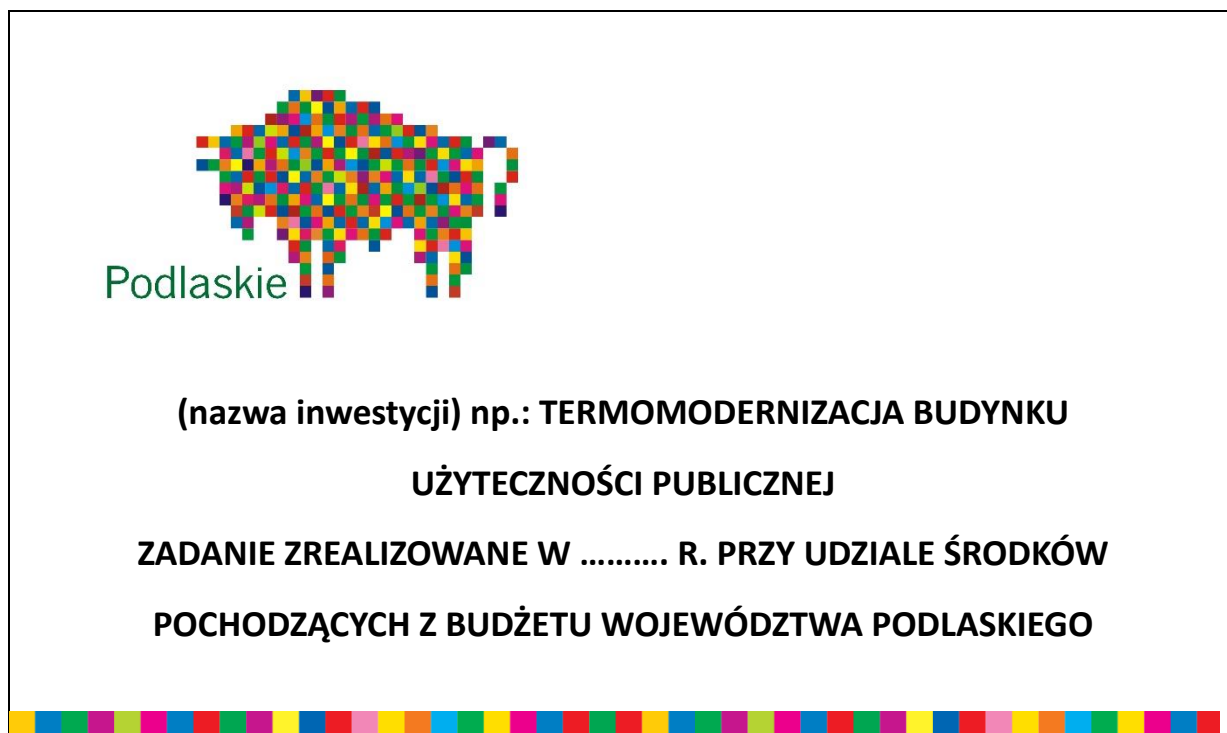 Podlaskie
(nazwa inwestycji) np.: TERMOMODERNIZACJA BUDYNKU
UŻYTECZNOŚCI PUBLICZNEJ
ZADANIE ZREALIZOWANE W .......... R. PRZY UDZIALE ŚRODKÓW
POCHODZĄCYCH Z BUDŻETU WOJEWÓDZTWA PODLASKIEGO